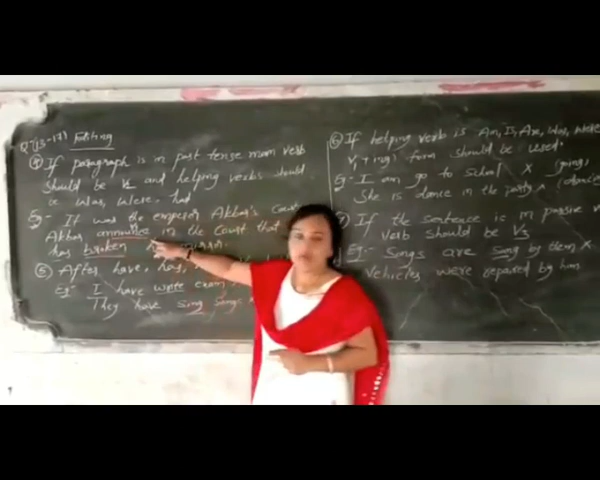 Q-(13-17) Editing
④ If paragraph is in past tense main verb
should be V2 and helping verbs should
be was, were, had
Eg:- It was the emperor Akbar's Court
Akbar announce in the Court that
has broken
⑤ After, have, has,
Eg:- I have write exam
They have sing songs
⑥ If helping verb is Am, Is, Are, Was, were
V1 + ing form should be used.
Eg:- I am go to School x (going)
She is dance in the party x
If the sentence is in passive
verb should be V3
Eg:- Songs are song by them x
Vehicles were repaired by him